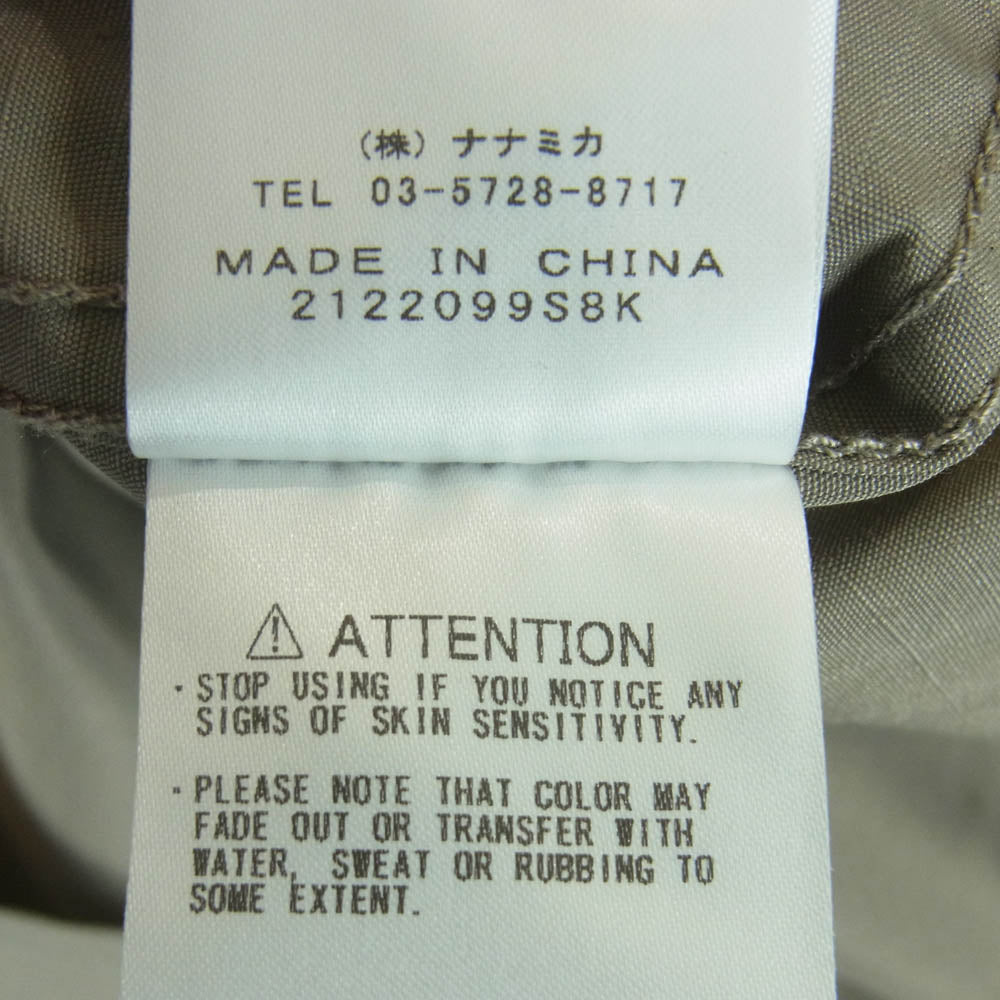 (株) ナナミカ
TEL 03-5728-8717
MADE IN CHINA
2122099S8K
ATTENTION
・STOP USING IF YOU NOTICE ANY
SIGNS OF SKIN SENSITIVITY.
・PLEASE NOTE THAT COLOR MAY
FADE OUT OR TRANSFER WITH
WATER, SWEAT OR RUBBING TO
SOME EXTENT.